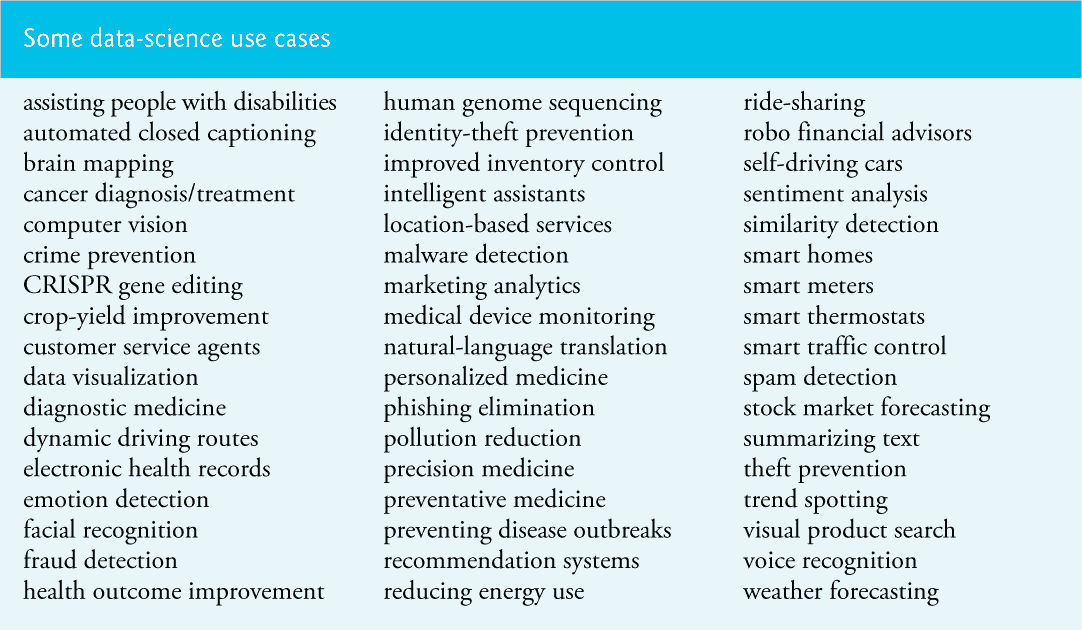 Some data-science use cases
assisting people with disabilities
automated closed captioning
brain mapping
cancer diagnosis/treatment
computer vision
crime prevention
CRISPR gene editing
crop-yield improvement
customer service agents
data visualization
diagnostic medicine
dynamic driving routes
electronic health records
emotion detection
facial recognition
fraud detection
health outcome improvement
human genome sequencing
identity-theft prevention
improved inventory control
intelligent assistants
location-based services
malware detection
marketing analytics
medical device monitoring
natural-language translation
personalized medicine
phishing elimination
pollution reduction
precision medicine
preventative medicine
preventing disease outbreaks
recommendation systems
reducing energy use
ride-sharing
robo financial advisors
self-driving cars
sentiment analysis
similarity detection
smart homes
smart meters
smart thermostats
smart traffic control
spam detection
stock market forecasting
summarizing text
theft prevention
trend spotting
visual product search
voice recognition
weather forecasting